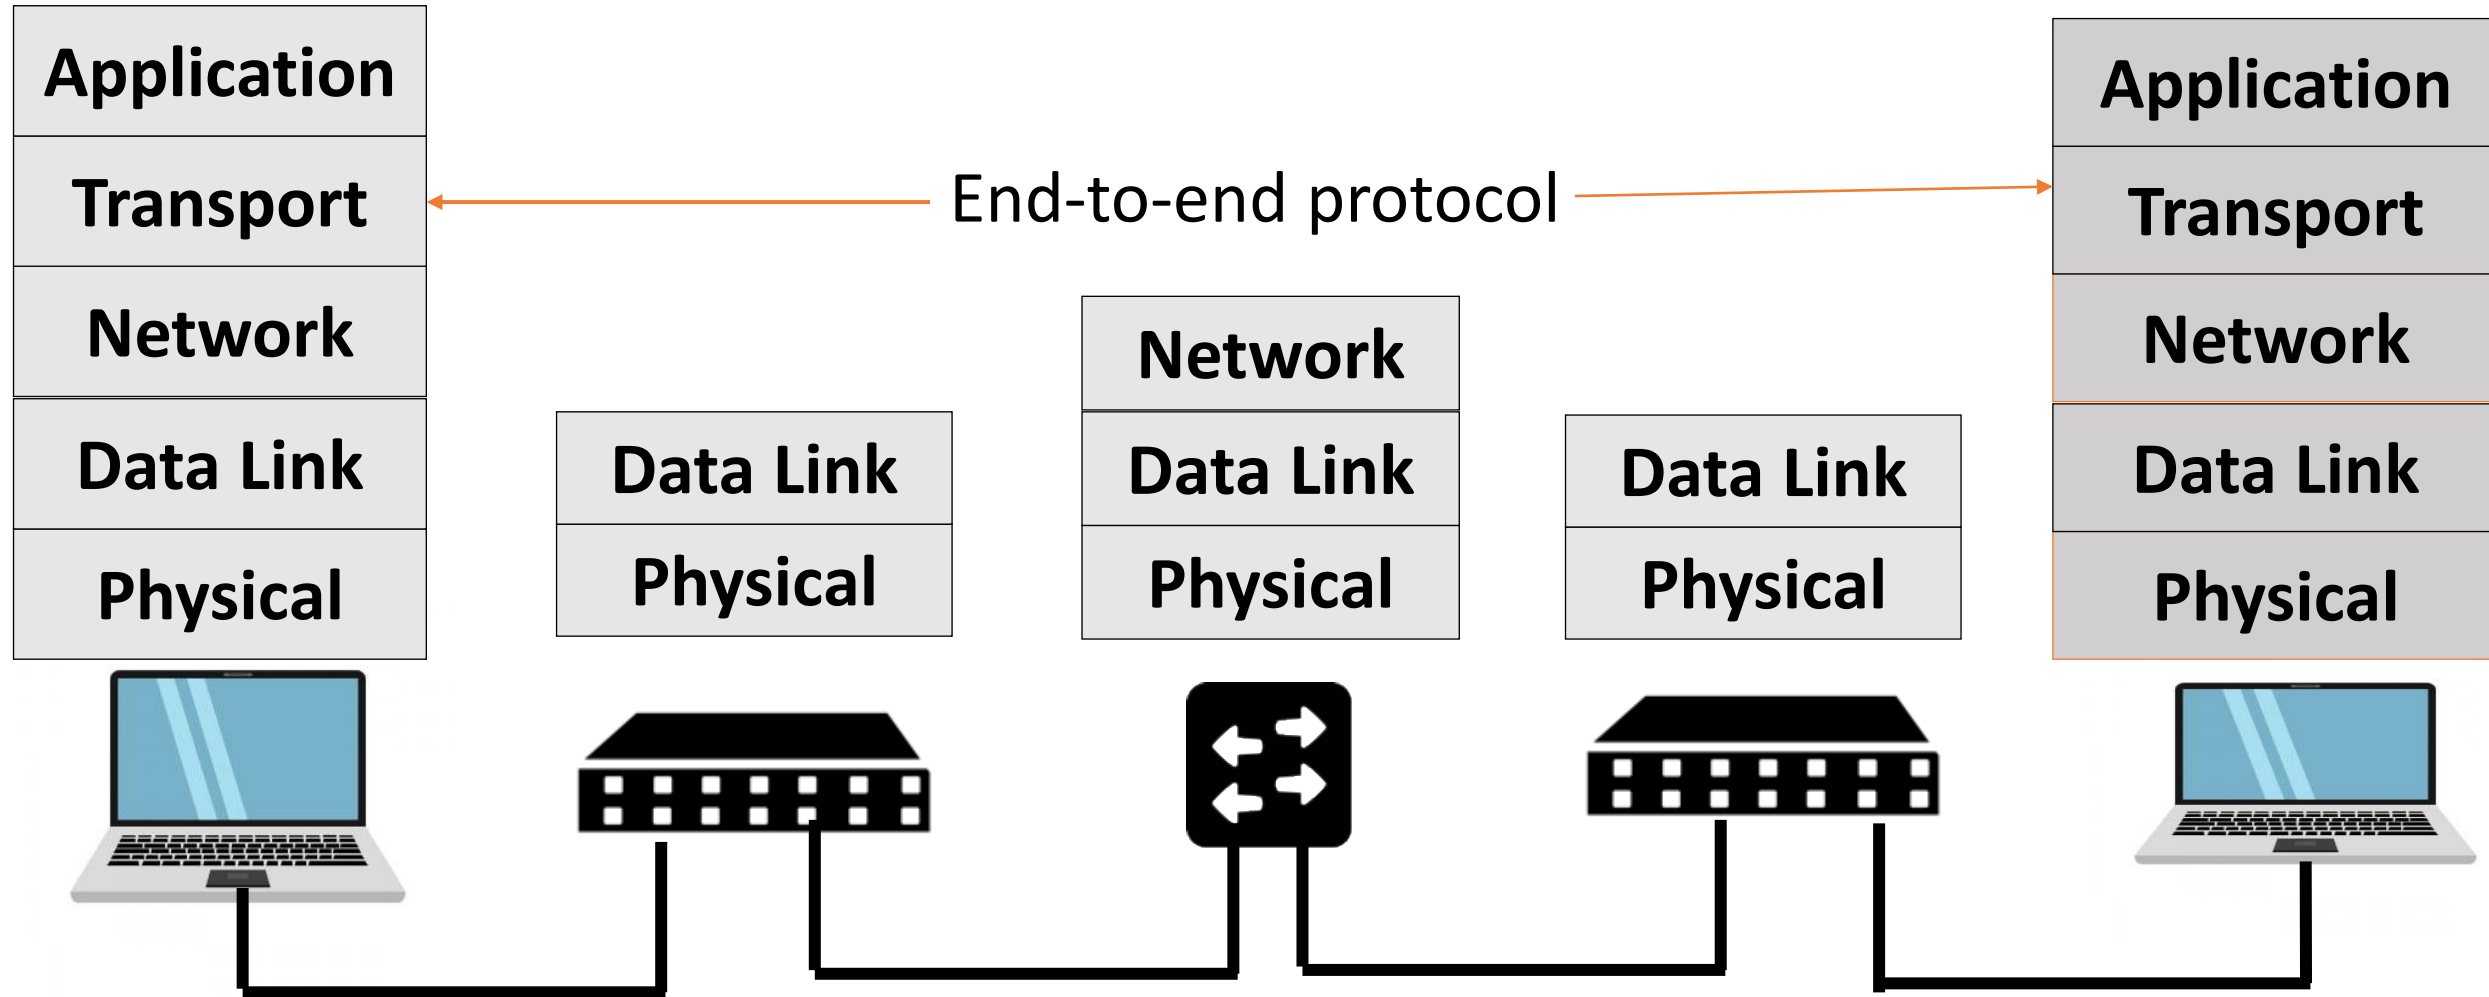 Application
Transport
Network
Data Link
Physical
End-to-end protocol
Data Link
Physical
Network
Data Link
Physical
Data Link
Physical
Application
Transport
Network
Data Link
Physical